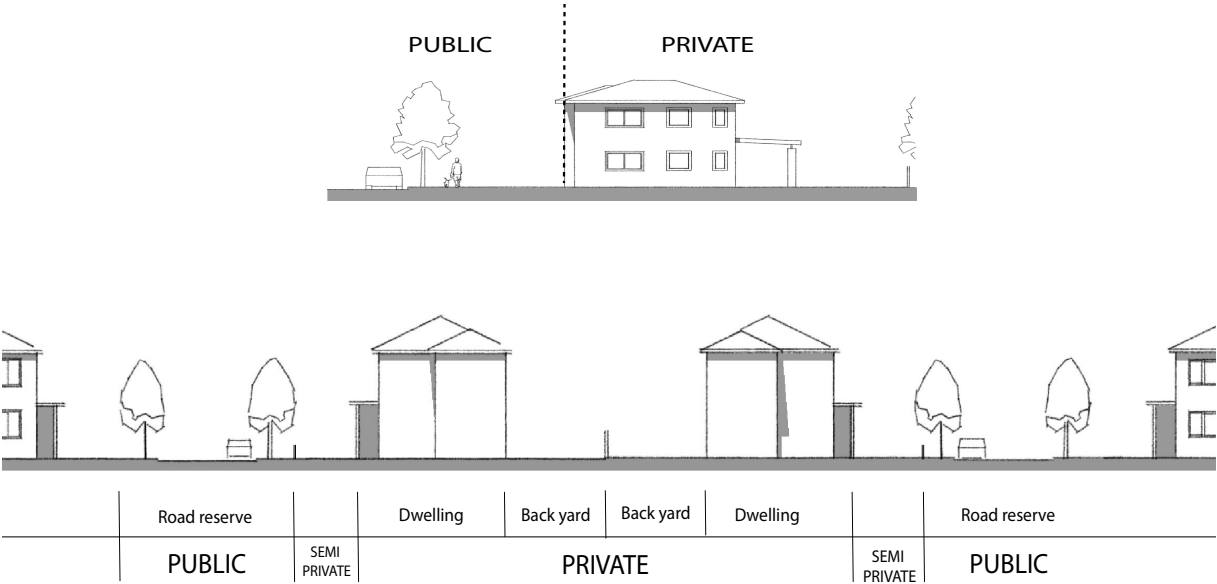 PUBLIC PRIVATE
Road reserve Dwelling Back yard Back yard Dwelling Road reserve
PUBLIC SEMI PRIVATE PRIVATE SEMI PRIVATE PUBLIC